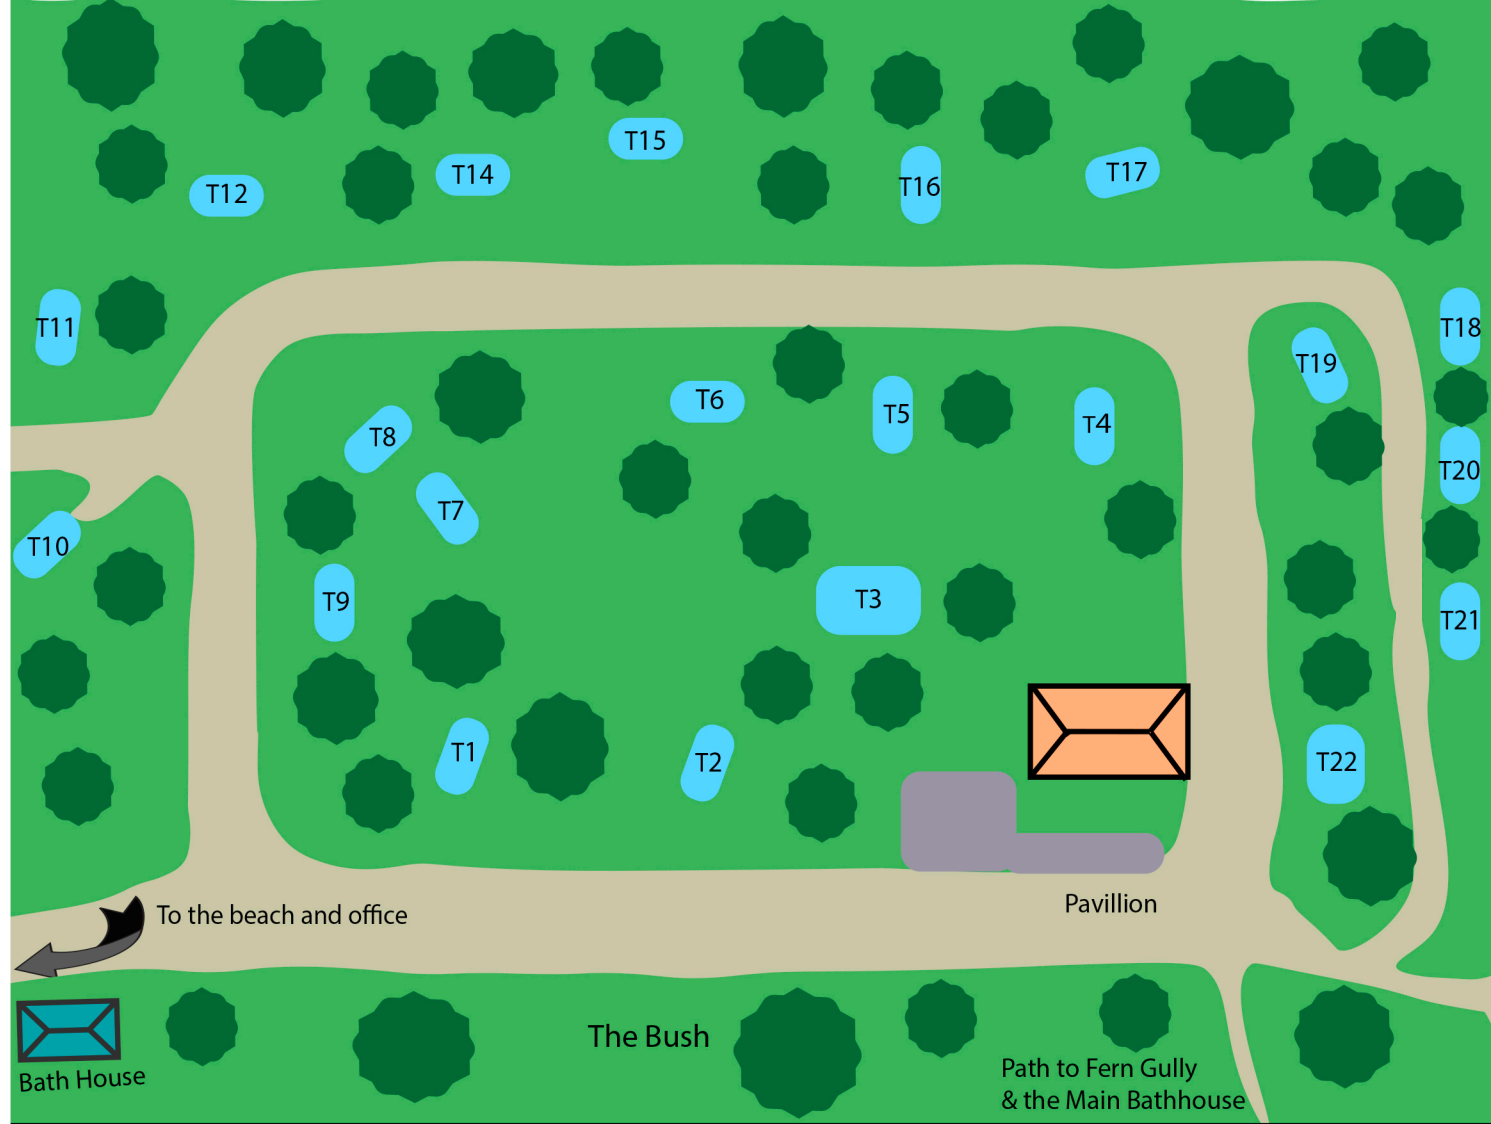 T15
T14
T17
T16
T12
T11
T18
T19
T6
T5
T4
T8
T20
T7
T10
T9
T3
T21
T1
T2
T22
Pavillion
To the beach and office
The Bush
Bath House
Path to Fern Gully
& the Main Bathhouse